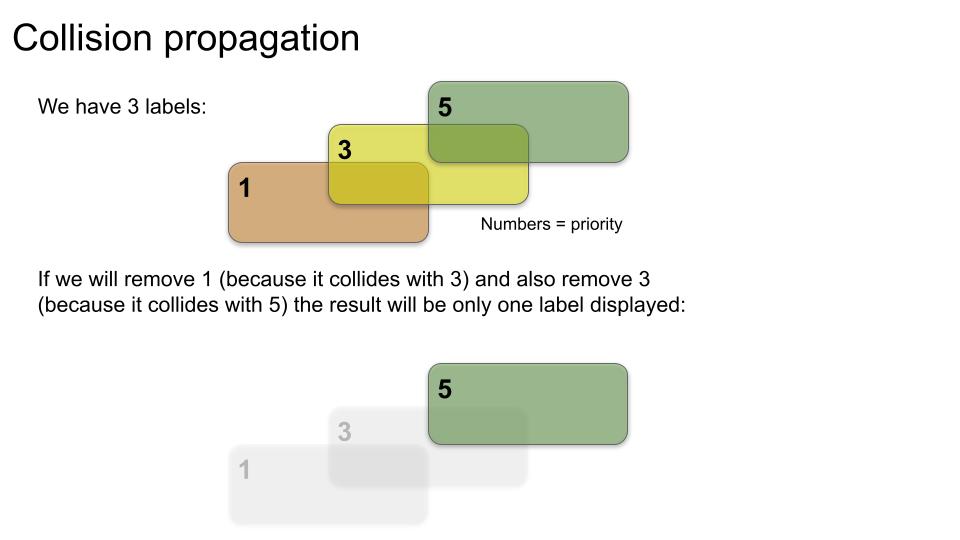 Collision propagation
We have 3 labels:
5
3
1
Numbers = priority
If we will remove 1 (because it collides with 3) and also remove 3
(because it collides with 5) the result will be only one label displayed:
5
3
1